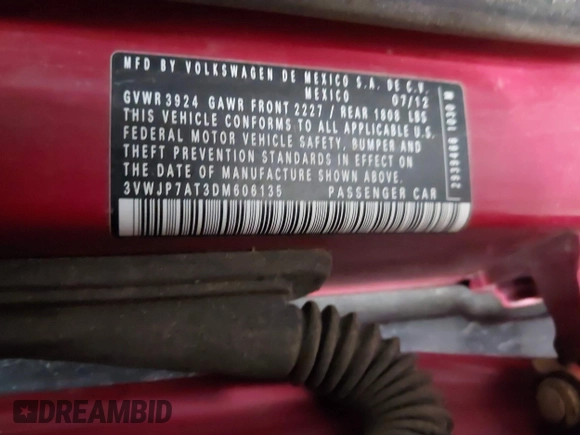 MFD BY VOLKSWAGEN DE MEXICO S.A. DE C.V.
MEXICO 07/12
GVWR 3924 GAWR FRONT 2227 / REAR 1808 LBS
THIS VEHICLE CONFORMS TO ALL APPLICABLE U.S.
FEDERAL MOTOR VEHICLE SAFETY, BUMPER AND
THEFT PREVENTION STANDARDS IN EFFECT ON
THE DATE OF MANUFACTURE SHOWN ABOVE.
3VWJP7AT3DM606135 PASSENGER CAR
DREAMBID